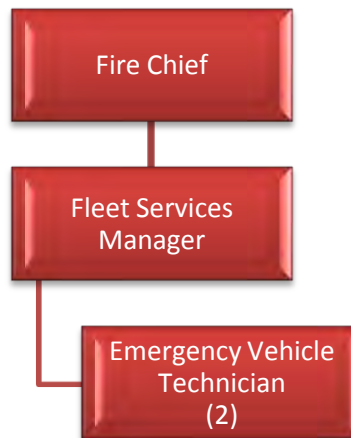 Fire Chief
Fleet Services
Manager
Emergency Vehicle
Technician
(2)